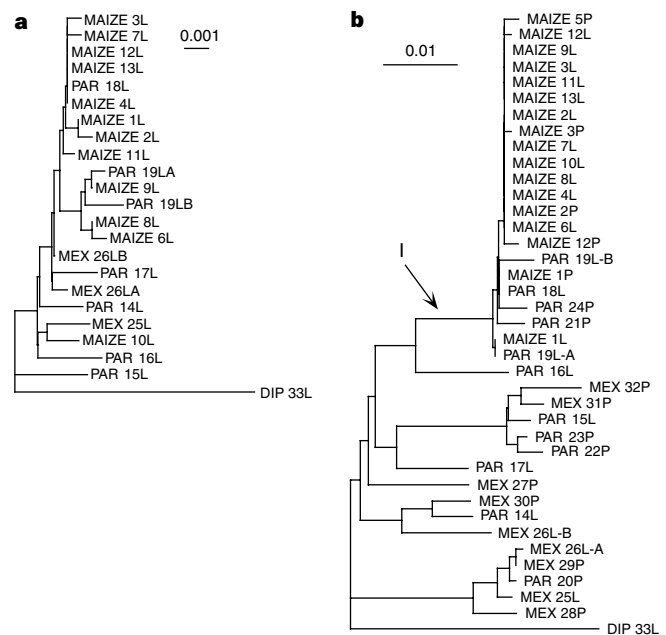 a
0.001
MAIZE 3L
MAIZE 7L
MAIZE 12L
MAIZE 13L
PAR 18L
MAIZE 4L
MAIZE 1L
MAIZE 2L
MAIZE 11L
PAR 19LA
MAIZE 9L
PAR 19LB
MAIZE 8L
MAIZE 6L
MEX 26LB
PAR 17L
MEX 26LA
PAR 14L
MEX 25L
MAIZE 10L
PAR 16L
PAR 15L
DIP 33L
b
0.01
MAIZE 5P
MAIZE 12L
MAIZE 9L
MAIZE 3L
MAIZE 11L
MAIZE 13L
MAIZE 2L
MAIZE 3P
MAIZE 7L
MAIZE 10L
MAIZE 8L
MAIZE 4L
MAIZE 2P
MAIZE 6L
MAIZE 12P
PAR 19L-B
MAIZE 1P
PAR 18L
PAR 24P
PAR 21P
MAIZE 1L
PAR 19L-A
PAR 16L
I
MEX 32P
MEX 31P
PAR 15L
PAR 23P
PAR 22P
PAR 17L
MEX 27P
MEX 30P
PAR 14L
MEX 26L-B
MEX 26L-A
MEX 29P
PAR 20P
MEX 25L
MEX 28P
DIP 33L